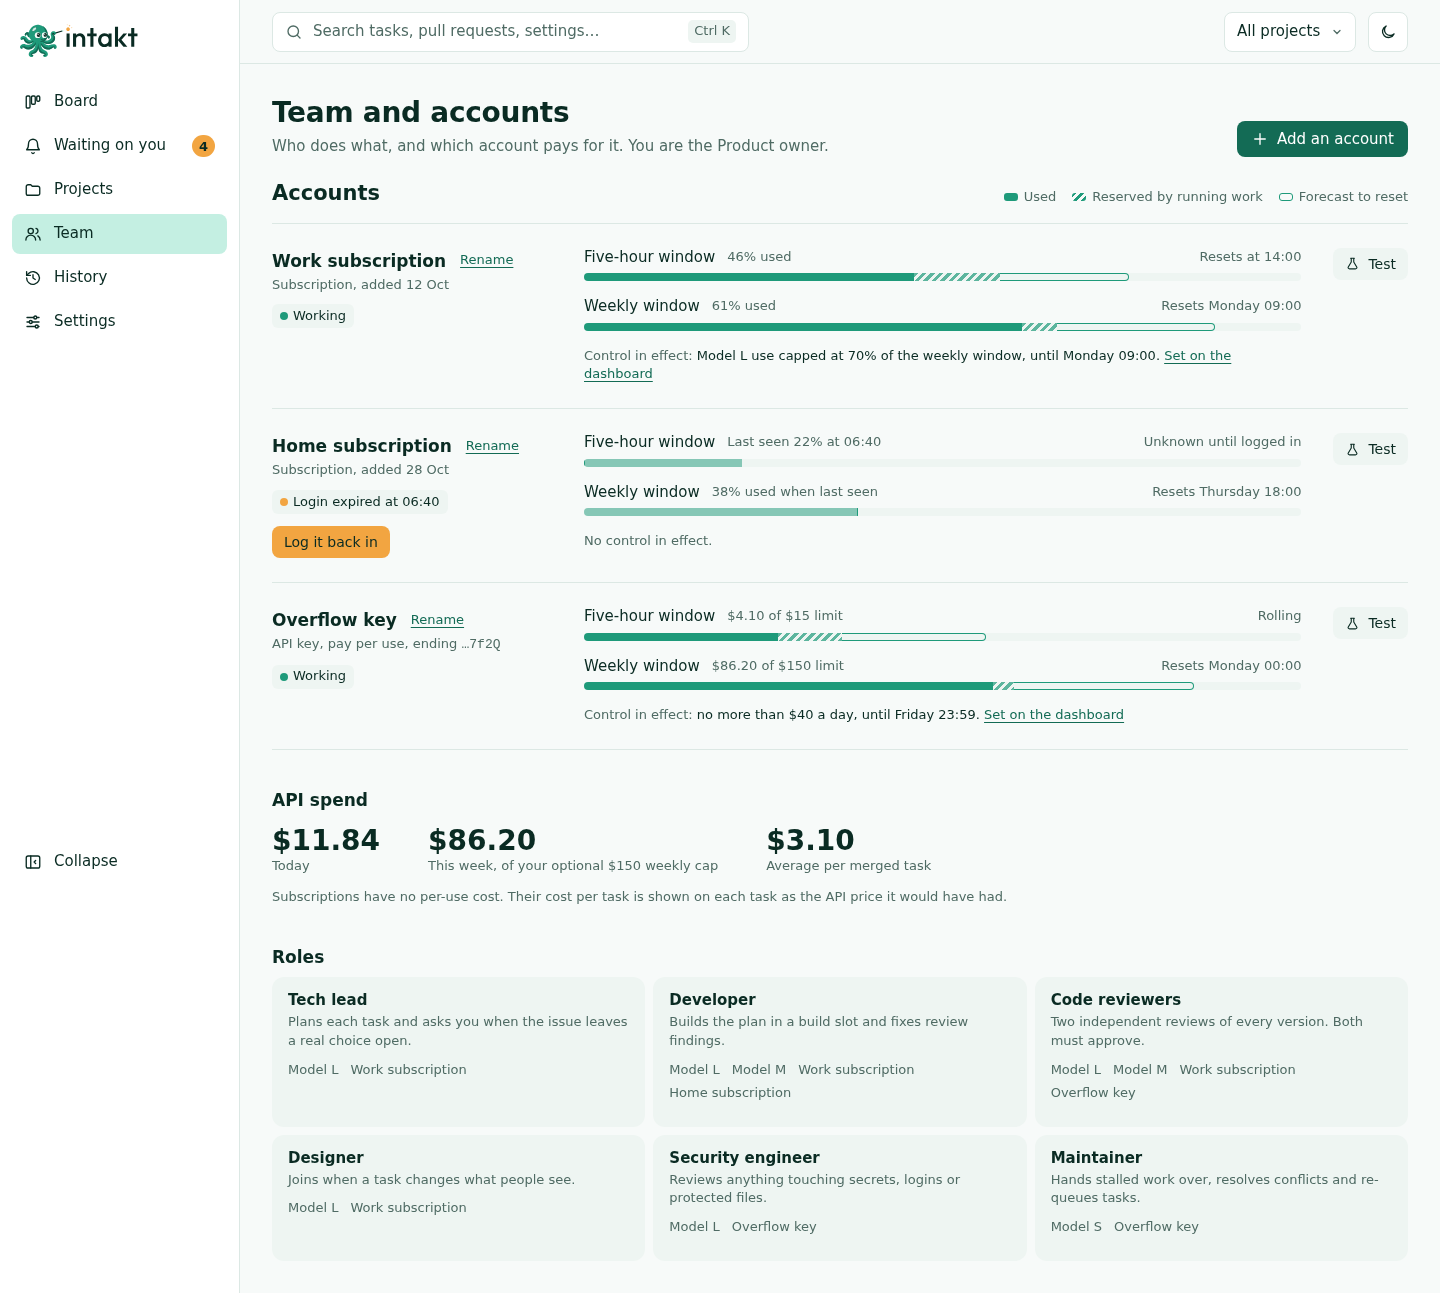 intakt
Search tasks, pull requests, settings...
Ctrl K
All projects
Board
Waiting on you
4
Projects
Team
History
Settings
Collapse
Team and accounts
Who does what, and which account pays for it. You are the Product owner.
Add an account
Accounts
Used
Reserved by running work
Forecast to reset
Work subscription
Rename
Subscription, added 12 Oct
Working
Five-hour window
46% used
Resets at 14:00
Weekly window
61% used
Resets Monday 09:00
Control in effect: Model L use capped at 70% of the weekly window, until Monday 09:00. Set on the
dashboard
Test
Home subscription
Rename
Subscription, added 28 Oct
Login expired at 06:40
Log it back in
Five-hour window
Last seen 22% at 06:40
Unknown until logged in
Weekly window
38% used when last seen
Resets Thursday 18:00
No control in effect.
Test
Overflow key
Rename
API key, pay per use, ending …7f2Q
Working
Five-hour window
$4.10 of $15 limit
Rolling
Weekly window
$86.20 of $150 limit
Resets Monday 00:00
Control in effect: no more than $40 a day, until Friday 23:59. Set on the dashboard
Test
API spend
$11.84
Today
$86.20
This week, of your optional $150 weekly cap
$3.10
Average per merged task
Subscriptions have no per-use cost. Their cost per task is shown on each task as the API price it would have had.
Roles
Tech lead
Plans each task and asks you when the issue leaves
a real choice open.
Model L Work subscription
Developer
Builds the plan in a build slot and fixes review
findings.
Model L Model M Work subscription
Home subscription
Code reviewers
Two independent reviews of every version. Both
must approve.
Model L Model M Work subscription
Overflow key
Designer
Joins when a task changes what people see.
Model L Work subscription
Security engineer
Reviews anything touching secrets, logins or
protected files.
Model L Overflow key
Maintainer
Hands stalled work over, resolves conflicts and re-
queues tasks.
Model S Overflow key